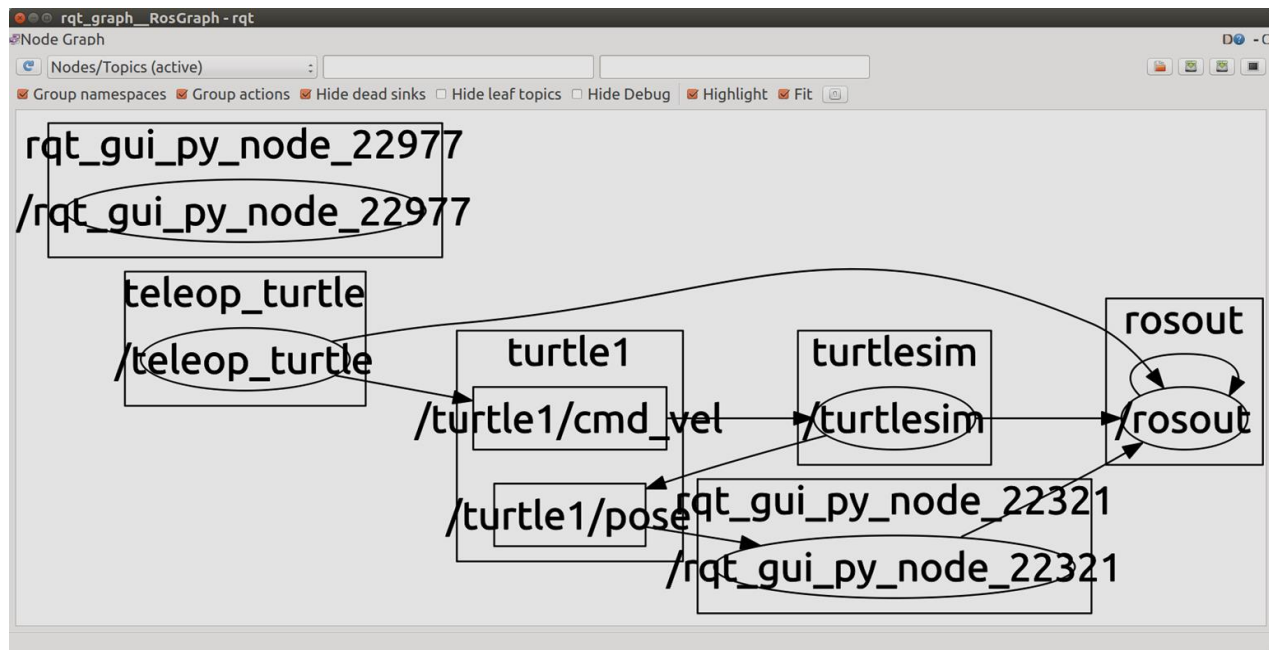 rqt_graph__RosGraph - rqt
Node Graph
D - C
Nodes/Topics (active)
Group namespaces Group actions Hide dead sinks Hide leaf topics Hide Debug Highlight Fit
rqt_gui_py_node_22977
/rqt_gui_py_node_22977
teleop_turtle
/teleop_turtle
turtle1
/turtle1/cmd_vel
/turtle1/pose
turtlesim
/turtlesim
rqt_gui_py_node_22321
/rqt_gui_py_node_22321
rosout
/rosout